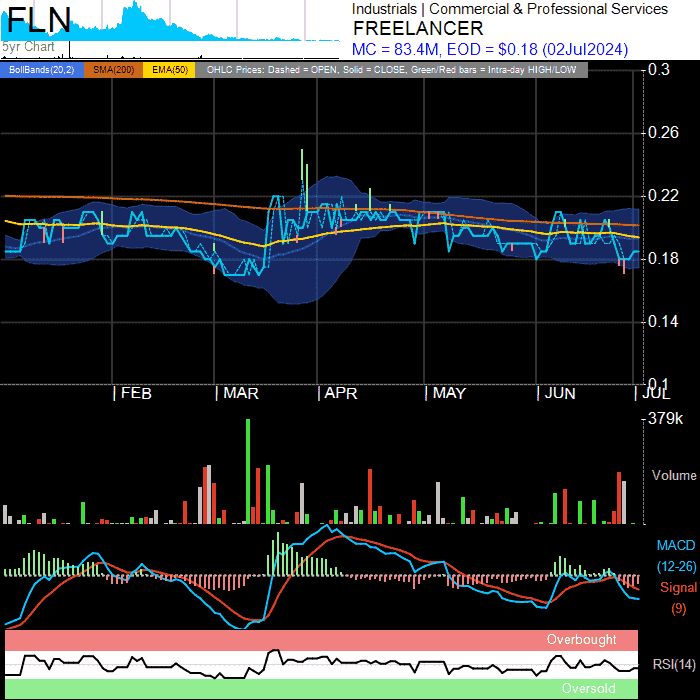 FLN
5yr Chart
Industrials | Commercial & Professional Services
FREELANCER
MC = 83.4M, EOD = $0.18 (02Jul2024)
BollBands(20,2) SMA(200) EMA(50) OHLC Prices: Dashed = OPEN, Solid = CLOSE, Green/Red bars = Intra-day HIGH/LOW
0.3
0.26
0.22
0.18
0.14
0.1
FEB MAR APR MAY JUN JUL
379k
Volume
MACD
(12-26)
Signal
(9)
Overbought
RSI(14)
Oversold